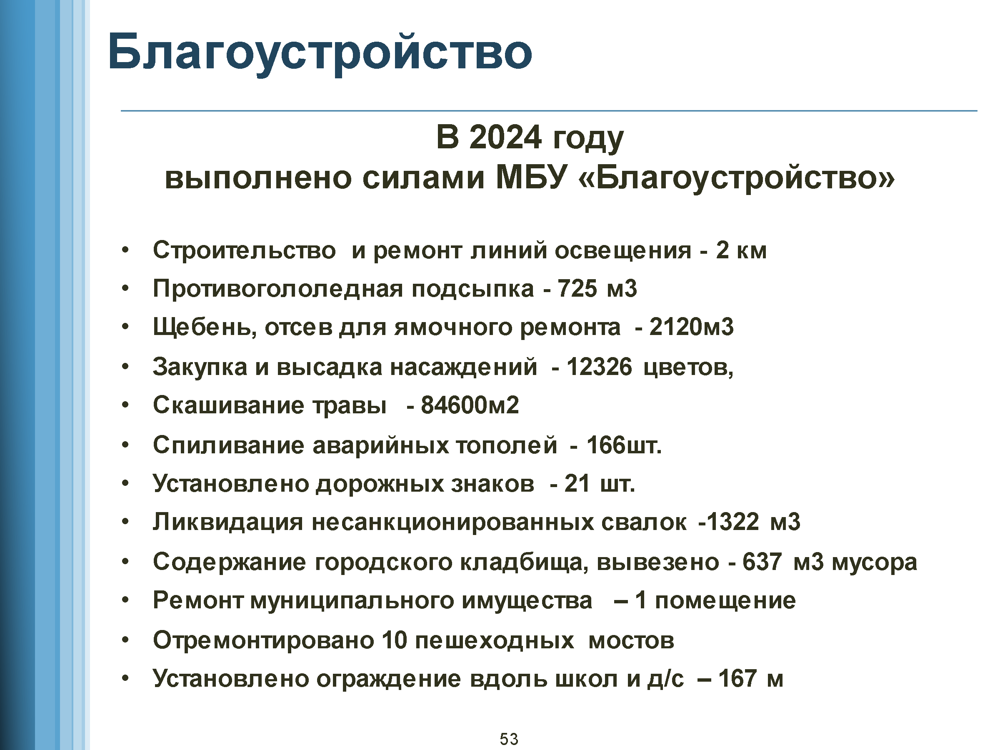 Благоустройство
В 2024 году
выполнено силами МБУ «Благоустройство»
• Строительство и ремонт линий освещения - 2 км
• Противогололедная подсыпка - 725 м3
• Щебень, отсев для ямочного ремонта - 2120м3
• Закупка и высадка насаждений - 12326 цветов,
• Скашивание травы - 84600м2
• Спиливание аварийных тополей - 166шт.
• Установлено дорожных знаков - 21 шт.
• Ликвидация несанкционированных свалок -1322 м3
• Содержание городского кладбища, вывезено - 637 м3 мусора
• Ремонт муниципального имущества – 1 помещение
• Отремонтировано 10 пешеходных мостов
• Установлено ограждение вдоль школ и д/с – 167 м
53